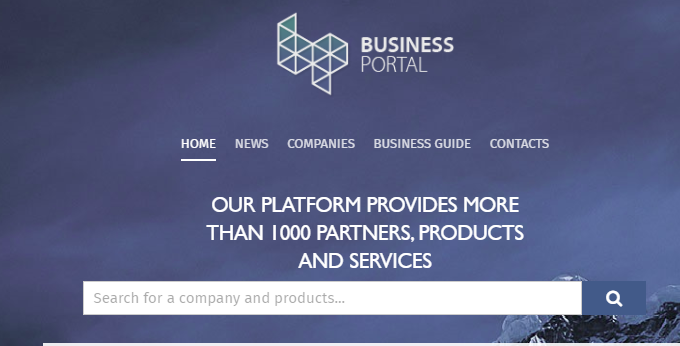 BUSINESS
PORTAL
HOME NEWS COMPANIES BUSINESS GUIDE CONTACTS
OUR PLATFORM PROVIDES MORE
THAN 1000 PARTNERS, PRODUCTS
AND SERVICES
Search for a company and products...